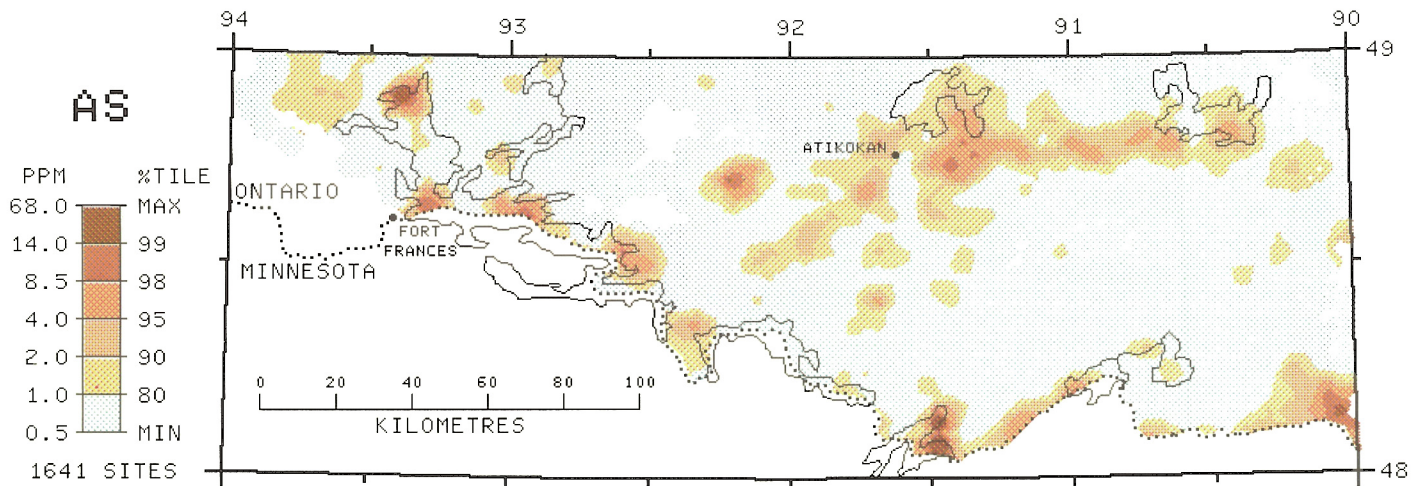 94 93 92 91 90
49
AS
ATIKOKAN
PPM %TILE
ONTARIO
68.0 MAX
14.0 99
FORT
FRANCES
MINNESOTA
8.5 98
4.0 95
2.0 90
1.0 80
0.5 MIN
0 20 40 60 80 100
KILOMETRES
1641 SITES
48